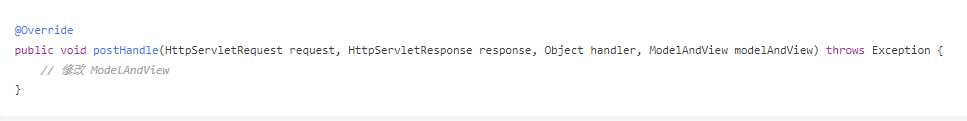 @Override
public void postHandle(HttpServletRequest request, HttpServletResponse response, Object handler, ModelAndView modelAndView) throws Exception {
    // 修改 ModelAndView
}